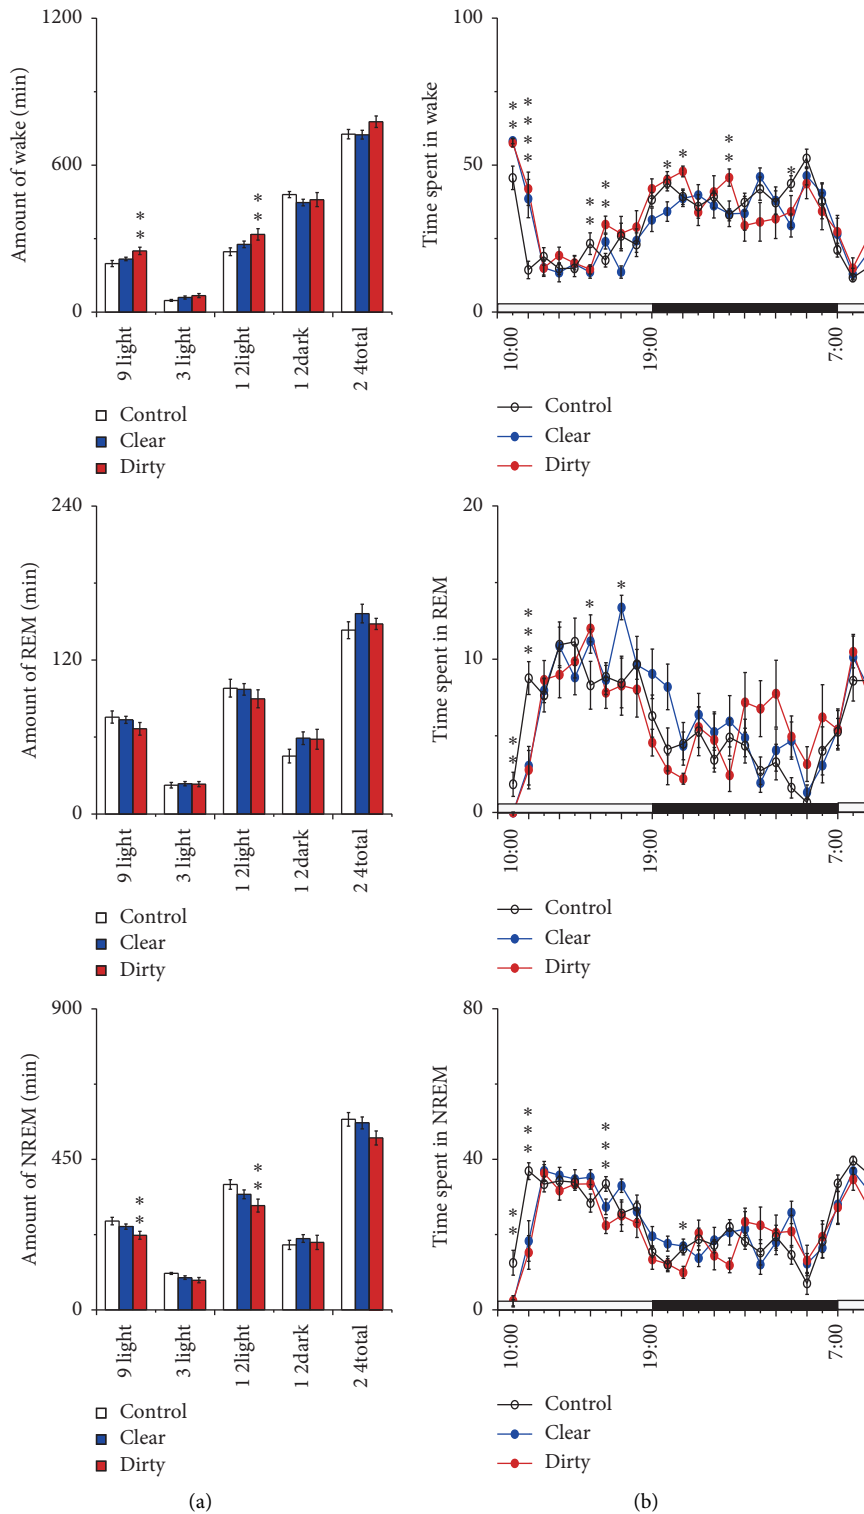 1200
600
0
Amount of wake (min)
**
**
9 light
3 light
1 2light
1 2dark
2 4total
Control
Clear
Dirty
100
50
0
Time spent in wake
**
****
**
**
*
*
**
*
10:00
19:00
7:00
Control
Clear
Dirty
240
120
0
Amount of REM (min)
9 light
3 light
1 2light
1 2dark
2 4total
Control
Clear
Dirty
20
10
0
Time spent in REM
**
***
*
*
10:00
19:00
7:00
Control
Clear
Dirty
900
450
0
Amount of NREM (min)
**
**
9 light
3 light
1 2light
1 2dark
2 4total
Control
Clear
Dirty
(a)
80
40
0
Time spent in NREM
**
***
***
*
10:00
19:00
7:00
Control
Clear
Dirty
(b)